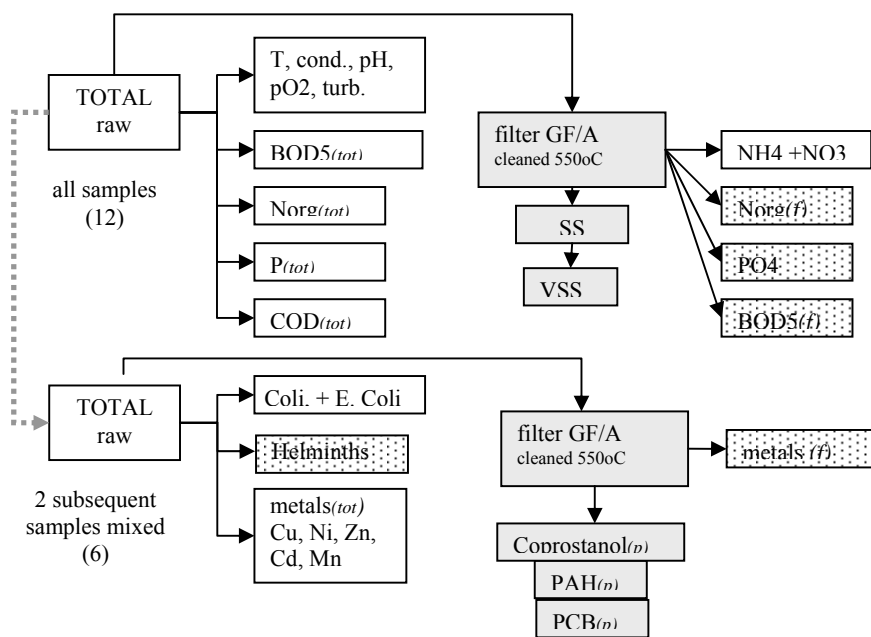 TOTAL
raw
all samples
(12)
T, cond., pH,
pO2, turb.
BOD5(tot)
Norg(tot)
P(tot)
COD(tot)
filter GF/A
cleaned 550oC
SS
VSS
NH4 +NO3
Norg(f)
PO4
BOD5(f)
TOTAL
raw
2 subsequent
samples mixed
(6)
Coli. + E. Coli
Helminths
metals(tot)
Cu, Ni, Zn,
Cd, Mn
filter GF/A
cleaned 550oC
metals (f)
Coprostanol(p)
PAH(p)
PCB(p)